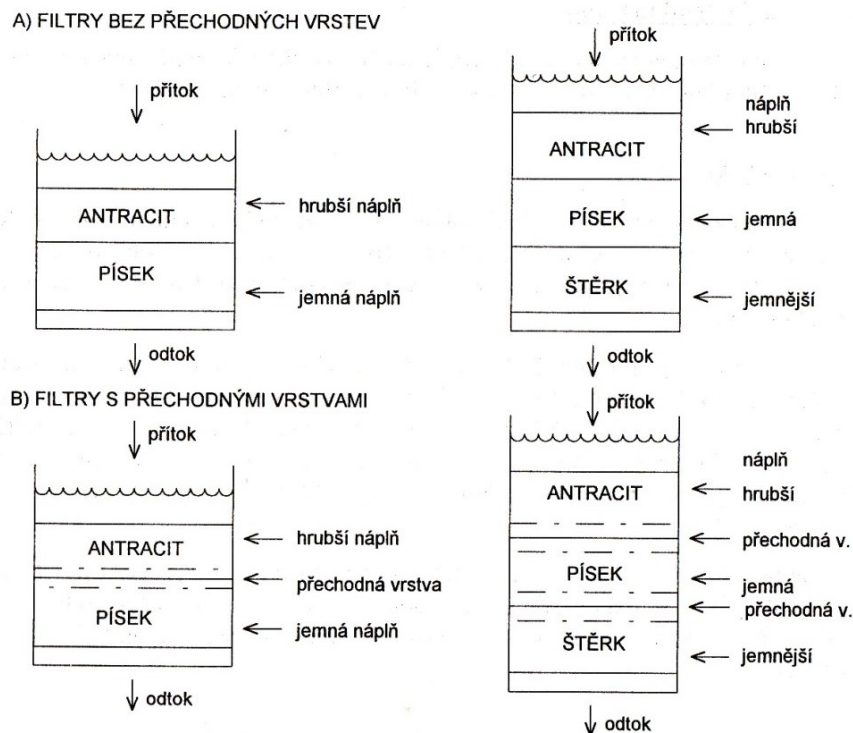 A) FILTRY BEZ PŘECHODNÝCH VRSTEV
přítok
ANTRACIT
hrubší náplň
PÍSEK
jemná náplň
odtok
přítok
náplň
hrubší
ANTRACIT
PÍSEK
jemná
ŠTĚRK
jemnější
odtok
B) FILTRY S PŘECHODNÝMI VRSTVAMI
přítok
ANTRACIT
hrubší náplň
přechodná vrstva
PÍSEK
jemná náplň
odtok
přítok
náplň
ANTRACIT
hrubší
přechodná v.
PÍSEK
jemná
přechodná v.
ŠTĚRK
jemnější
odtok